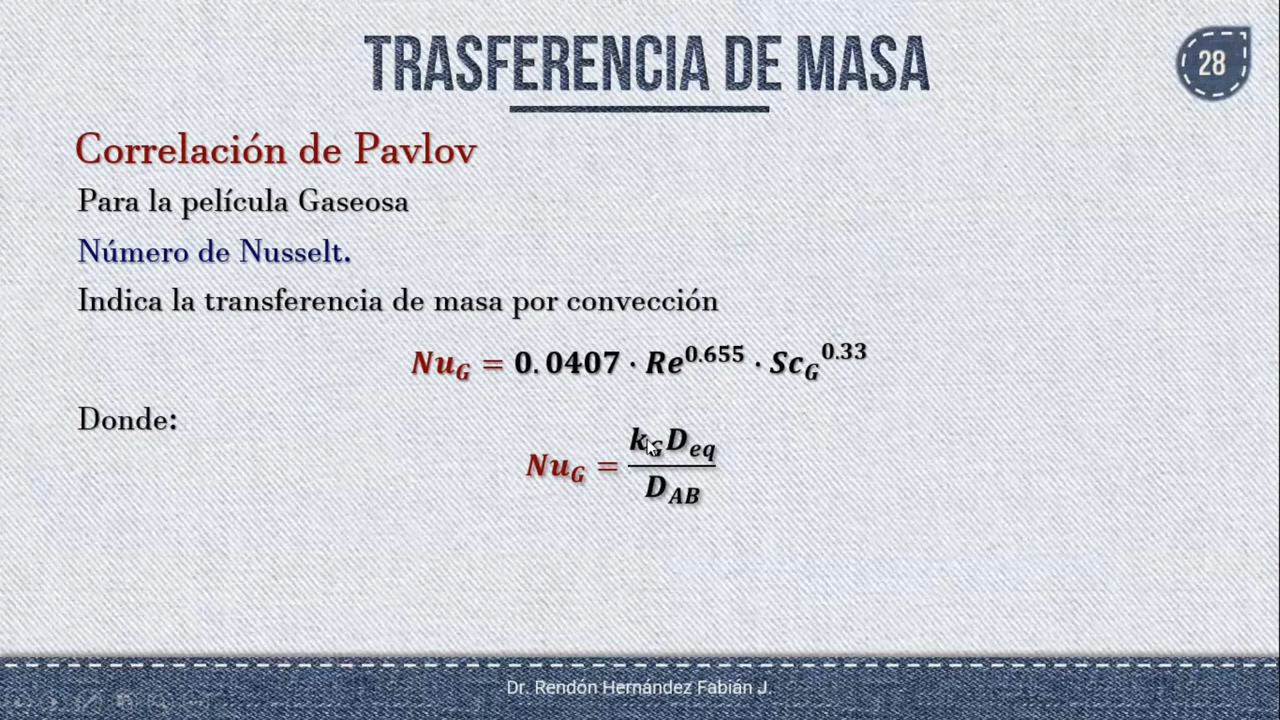 TRASFERENCIA DE MASA
28
Correlación de Pavlov
Para la película Gaseosa
Número de Nusselt.
Indica la transferencia de masa por convección
Nu_G = 0.0407 · Re^0.655 · Sc_G^0.33
Donde:
Nu_G = k_G D_eq / D_AB
Dr. Rendón Hernández Fabián J.